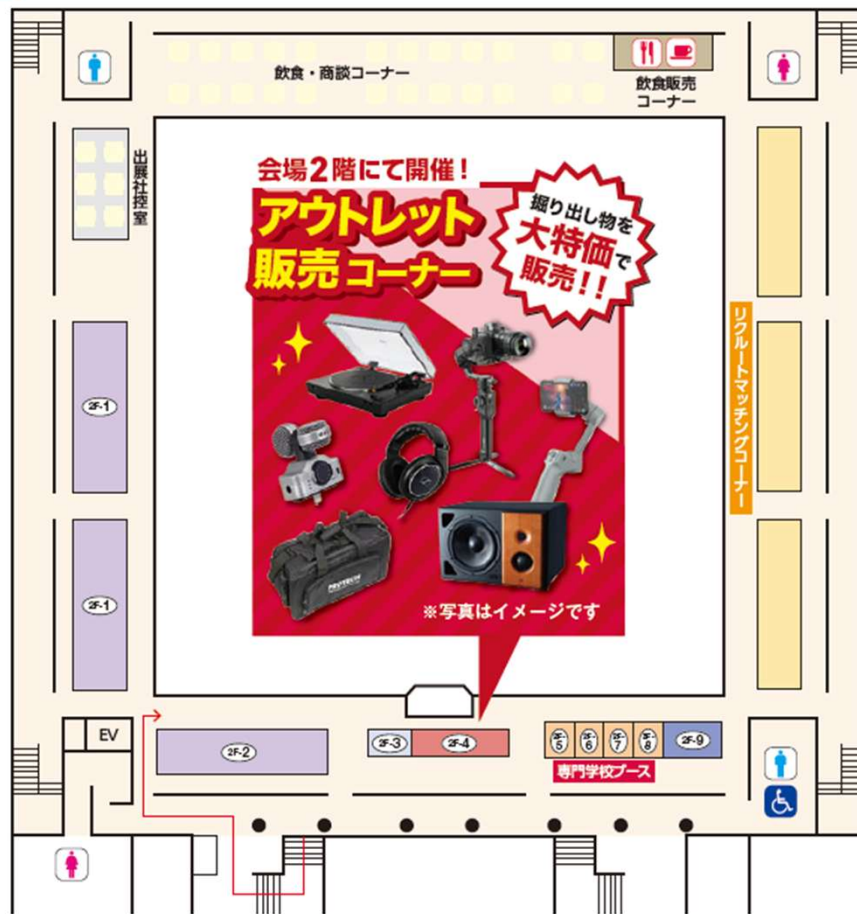 飲食・商談コーナー
飲食販売
コーナー
出展社控室
会場2階にて開催！
アウトレット
販売コーナー
掘り出し物を
大特価で
販売!!
リクルートマッチングコーナー
2F-1
2F-1
PROTECH
※写真はイメージです
EV
2F-2
2F-3
2F-4
2F-5
2F-6
2F-7
2F-8
2F-9
専門学校ブース